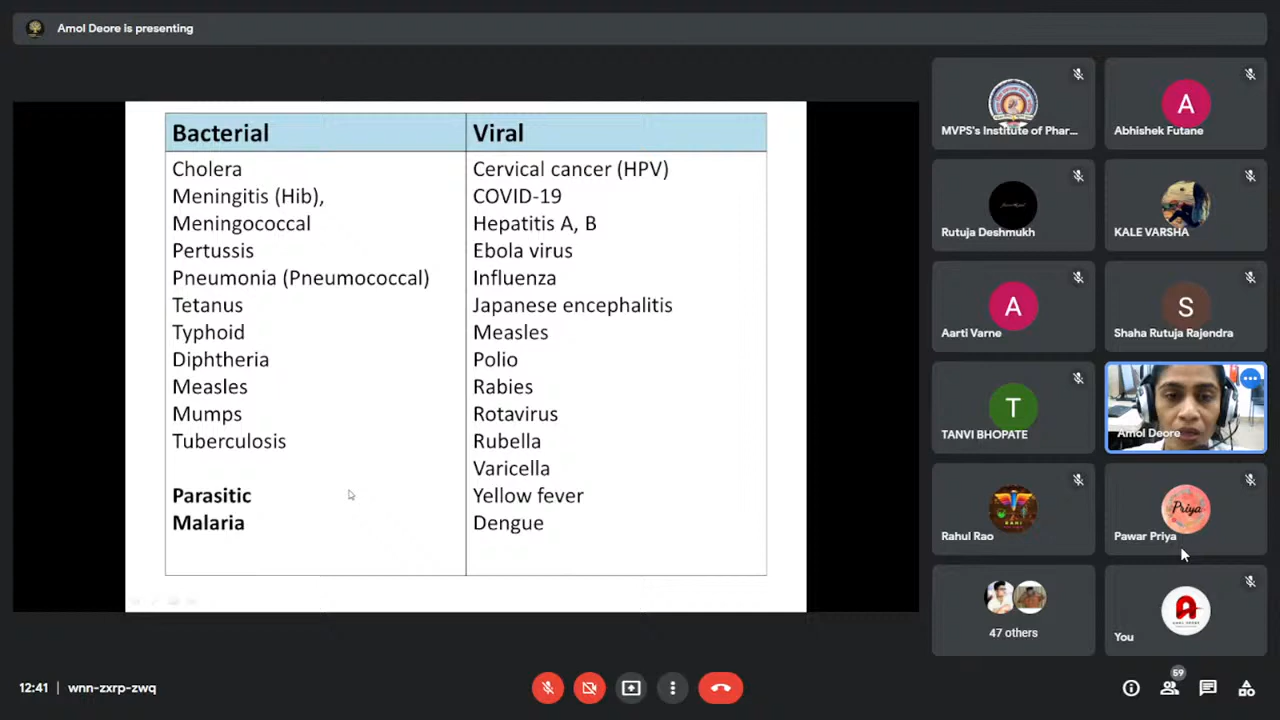 Amol Deore is presenting
Bacterial
Cholera
Meningitis (Hib),
Meningococcal
Pertussis
Pneumonia (Pneumococcal)
Tetanus
Typhoid
Diphtheria
Measles
Mumps
Tuberculosis
Parasitic
Malaria
Viral
Cervical cancer (HPV)
COVID-19
Hepatitis A, B
Ebola virus
Influenza
Japanese encephalitis
Measles
Polio
Rabies
Rotavirus
Rubella
Varicella
Yellow fever
Dengue
MVPS's Institute of Phar...
A
Abhishek Futane
Rutuja Deshmukh
KALE VARSHA
A
Aarti Varne
S
Shaha Rutuja Rajendra
T
TANVI BHOPATE
Amol Deore
Rahul Rao
Priya
Pawar Priya
47 others
A
You
12:41 | wnn-zxrp-zwq
59